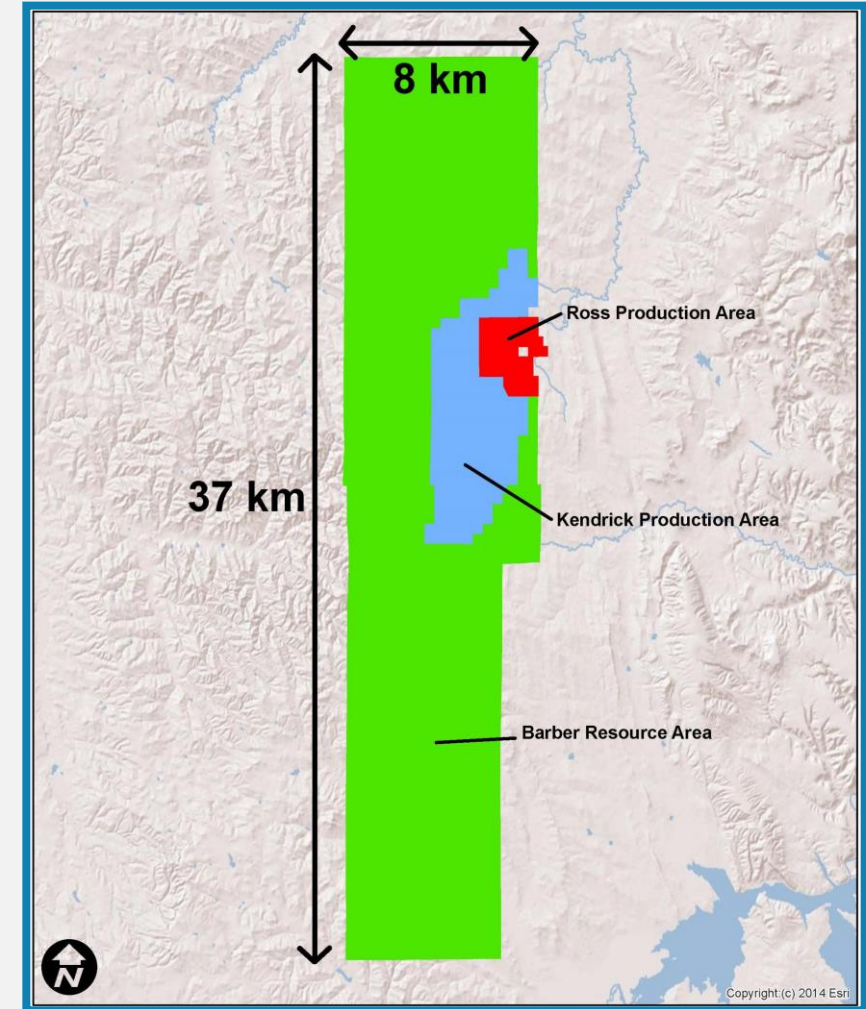 8 km
Ross Production Area
37 km
Kendrick Production Area
Barber Resource Area
N
Copyright:(c) 2014 Esri